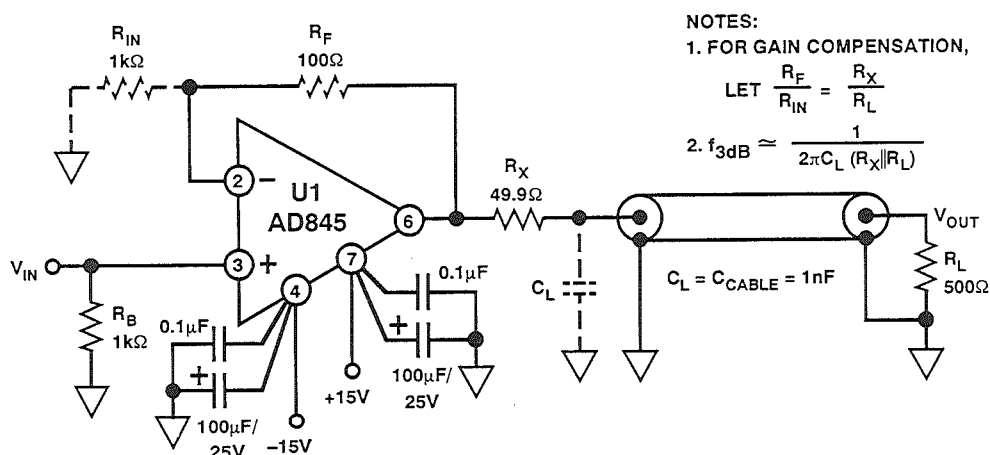 NOTES:
1. FOR GAIN COMPENSATION,
LET RF/RIN = RX/RL
2. f3dB ≃ 1/2πCL (RX||RL)
RIN
1kΩ
RF
100Ω
2
−
U1
AD845
6
RX
49.9Ω
VIN
3
+
7
4
0.1µF
+
100µF/
25V
+15V
RB
1kΩ
0.1µF
+
100µF/
25V
−15V
CL
CL = CCABLE = 1nF
VOUT
RL
500Ω